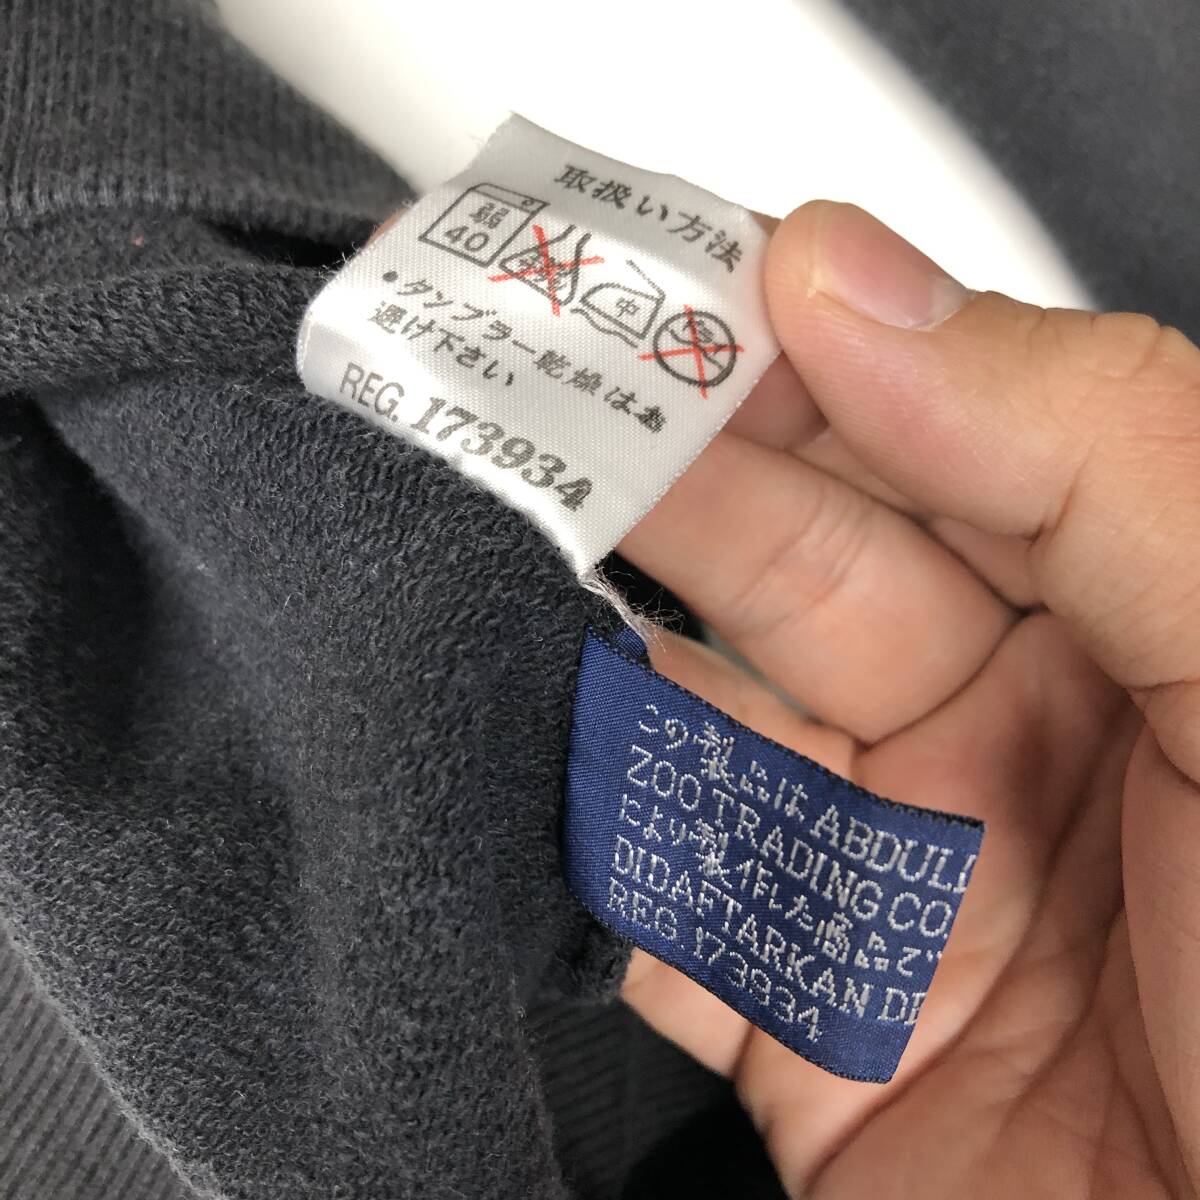 取扱い方法
弱
40
中
•タンブラー乾燥はお
避け下さい
REG. 173934
この製品は ABDULL
ZOO TRADING CO.
により製作した商品で
DIDAFTARKAN DE
REG. 173934